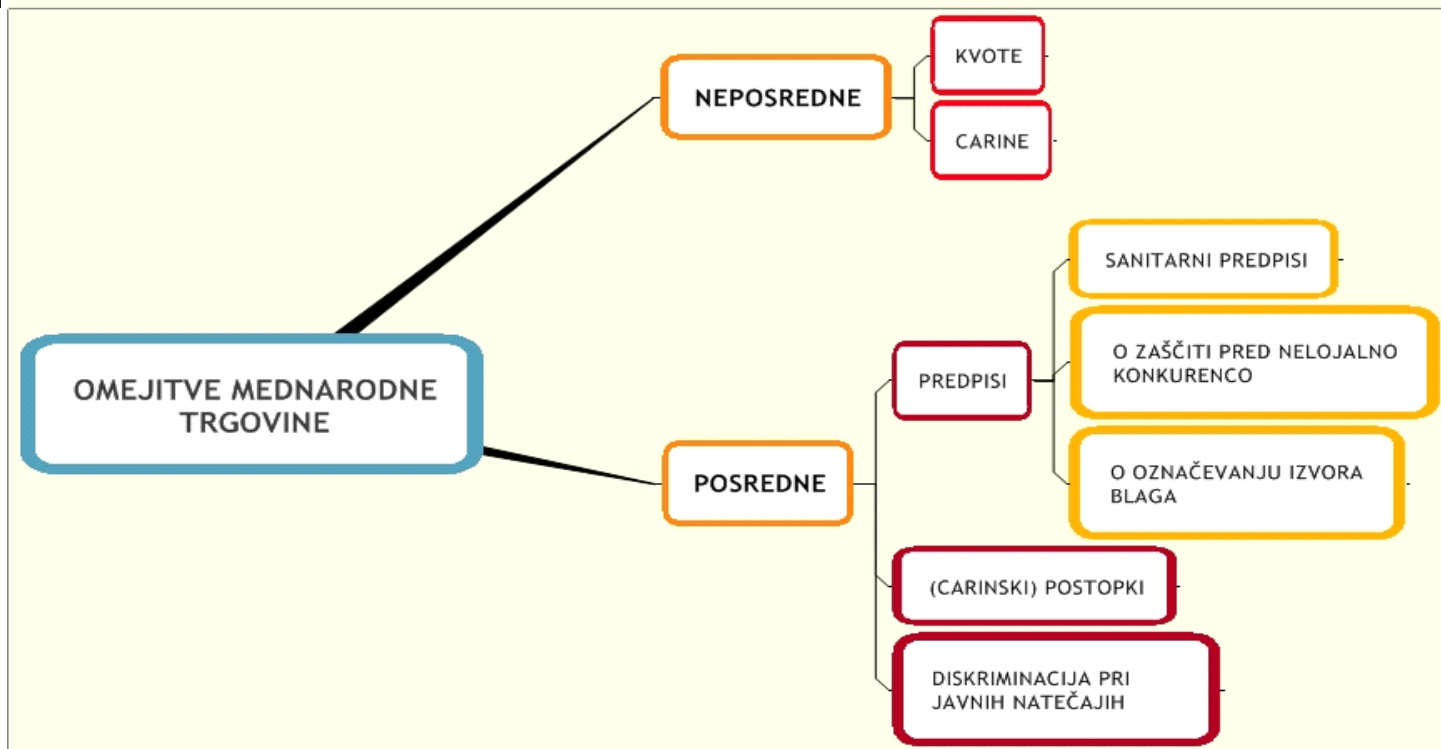 OMEJITVE MEDNARODNE
TRGOVINE
NEPOSREDNE
KVOTE
CARINE
POSREDNE
PREDPISI
SANITARNI PREDPISI
O ZAŠČITI PRED NELOJALNO
KONKURENCO
O OZNAČEVANJU IZVORA
BLAGA
(CARINSKI) POSTOPKI
DISKRIMINACIJA PRI
JAVNIH NATEČAJIH